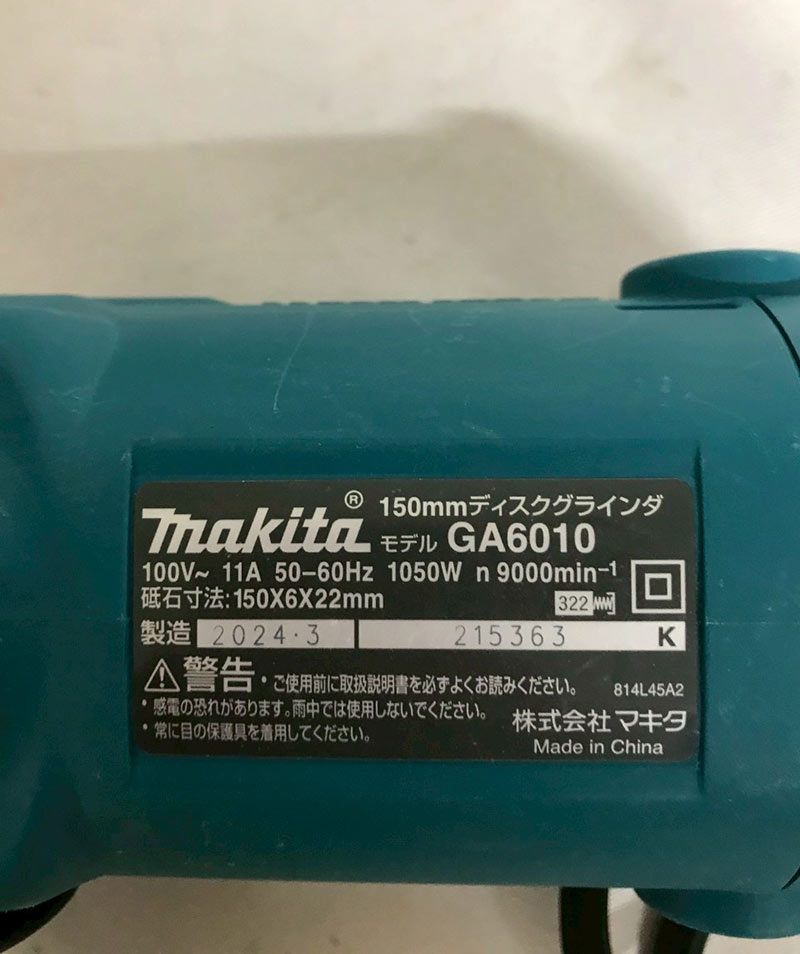 makita® 150mmディスクグラインダ
モデル GA6010
100V~ 11A 50-60Hz 1050W n 9000min-1
砥石寸法:150X6X22mm 322
製造 2024・3 215363 K
警告・ご使用前に取扱説明書を必ずよくお読みください。 814L45A2
・感電の恐れがあります。雨中では使用しないでください。
・常に目の保護具を着用してください。
株式会社 マキタ
Made in China